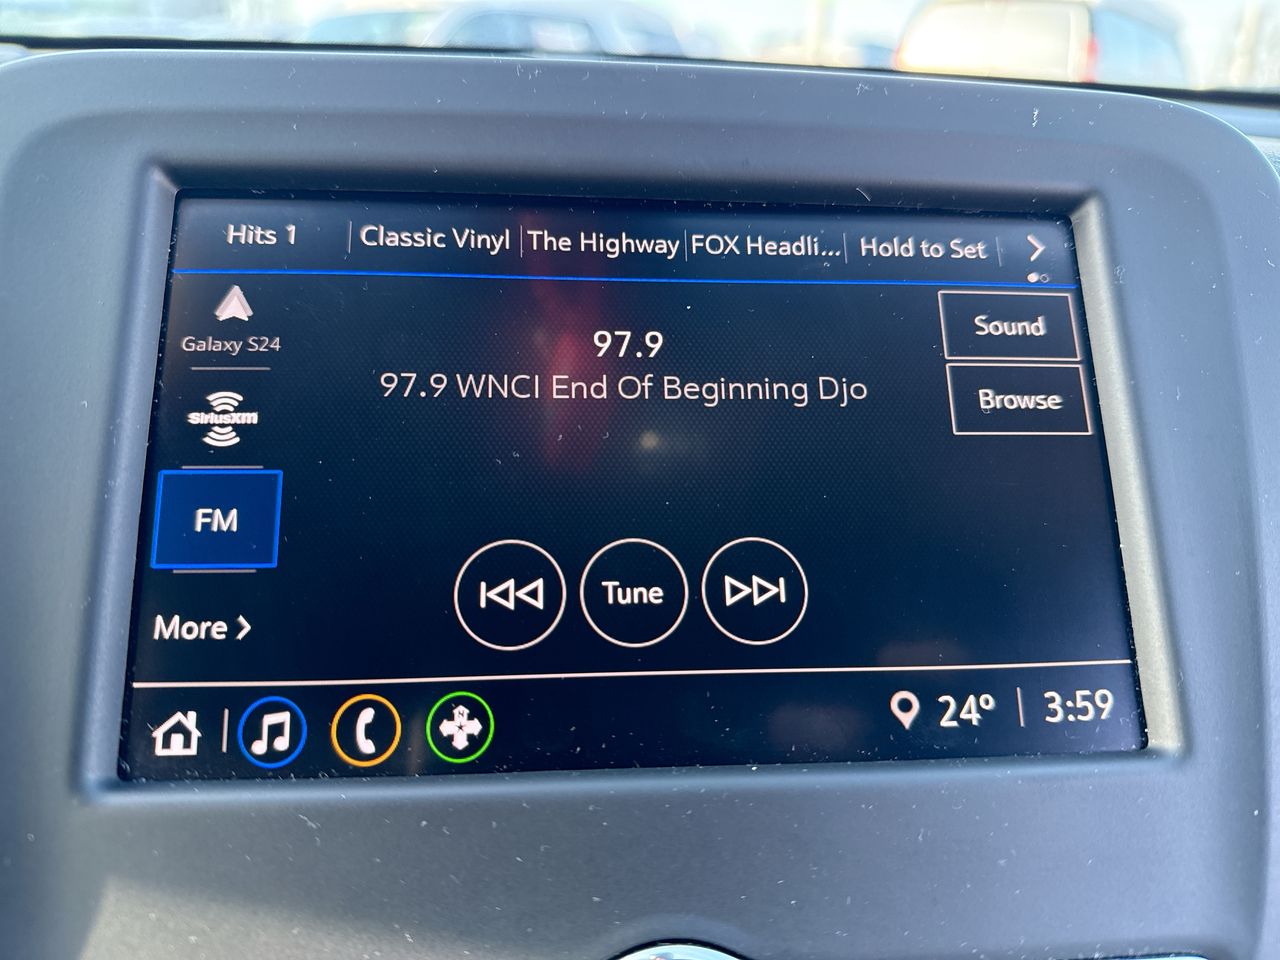 Hits 1
Classic Vinyl
The Highway
FOX Headli...
Hold to Set
Galaxy S24
97.9
Sound
97.9 WNCI End Of Beginning Djo
Browse
SiriusXM
FM
Tune
More
N
24°
3:59